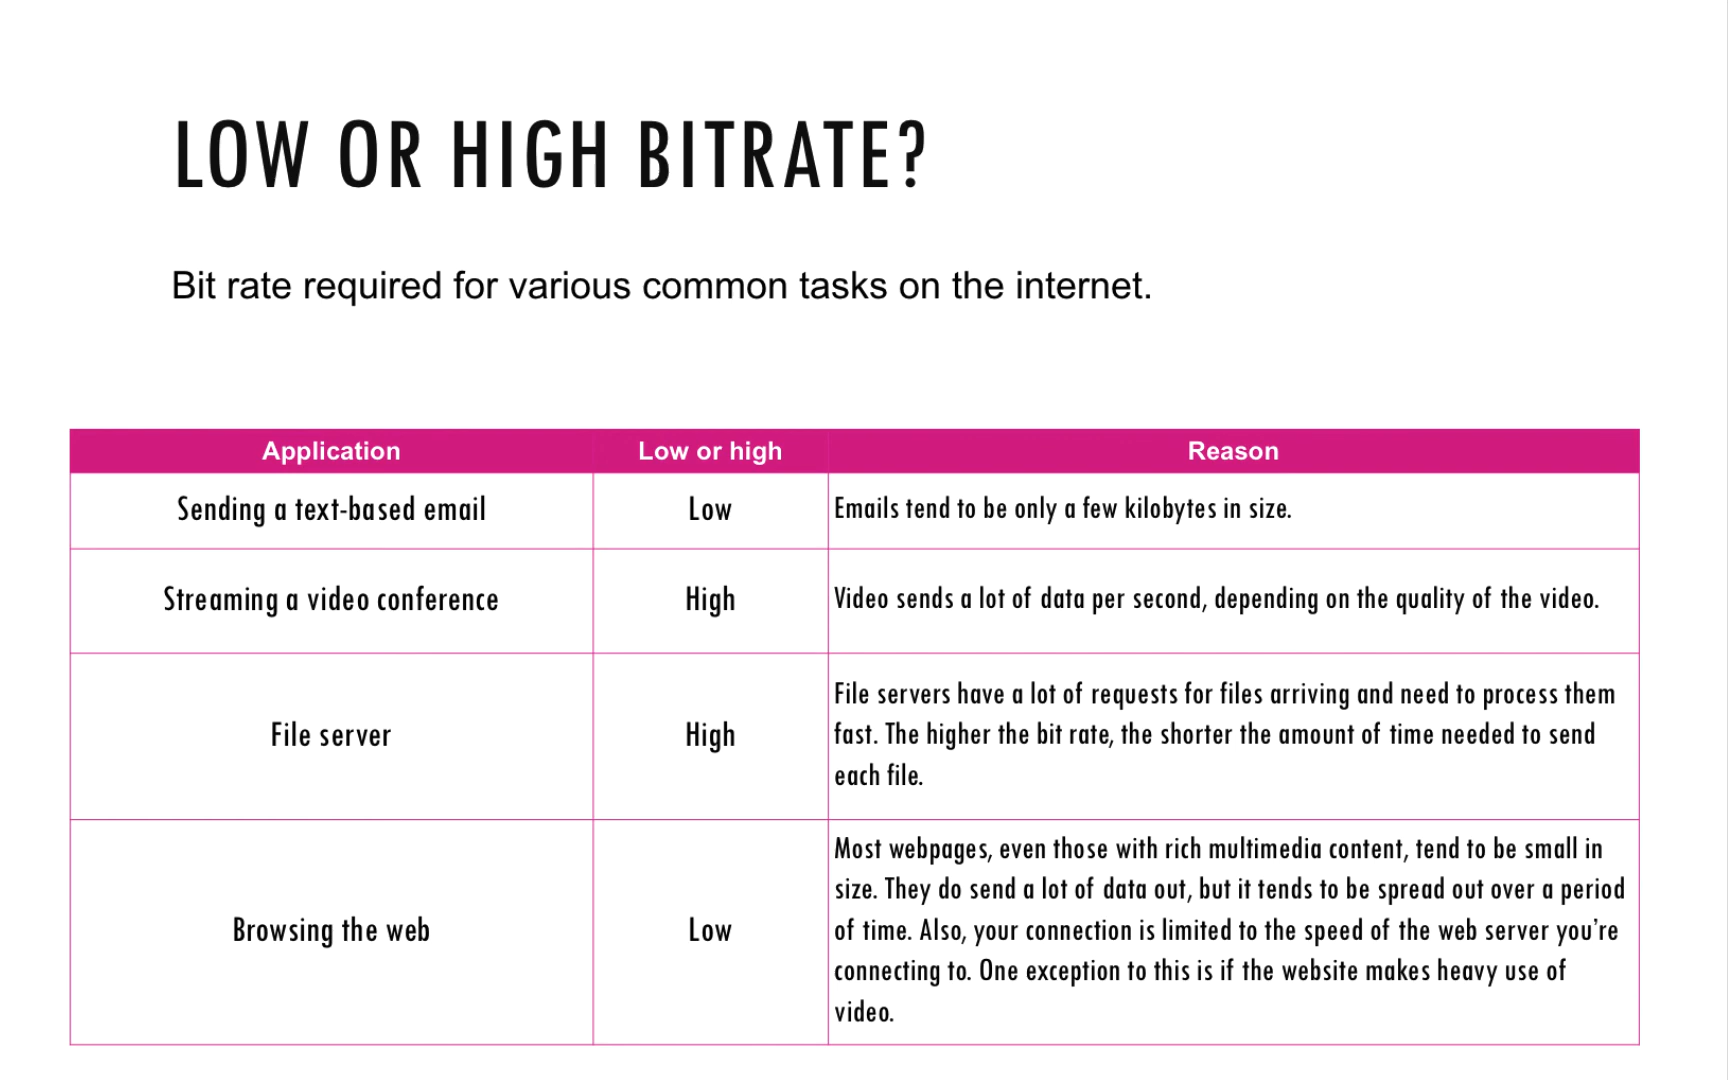 LOW OR HIGH BITRATE?
Bit rate required for various common tasks on the internet.
Application Low or high Reason
Sending a text-based email Low Emails tend to be only a few kilobytes in size.
Streaming a video conference High Video sends a lot of data per second, depending on the quality of the video.
File server High File servers have a lot of requests for files arriving and need to process them
fast. The higher the bit rate, the shorter the amount of time needed to send
each file.
Browsing the web Low Most webpages, even those with rich multimedia content, tend to be small in
size. They do send a lot of data out, but it tends to be spread out over a period
of time. Also, your connection is limited to the speed of the web server you’re
connecting to. One exception to this is if the website makes heavy use of
video.